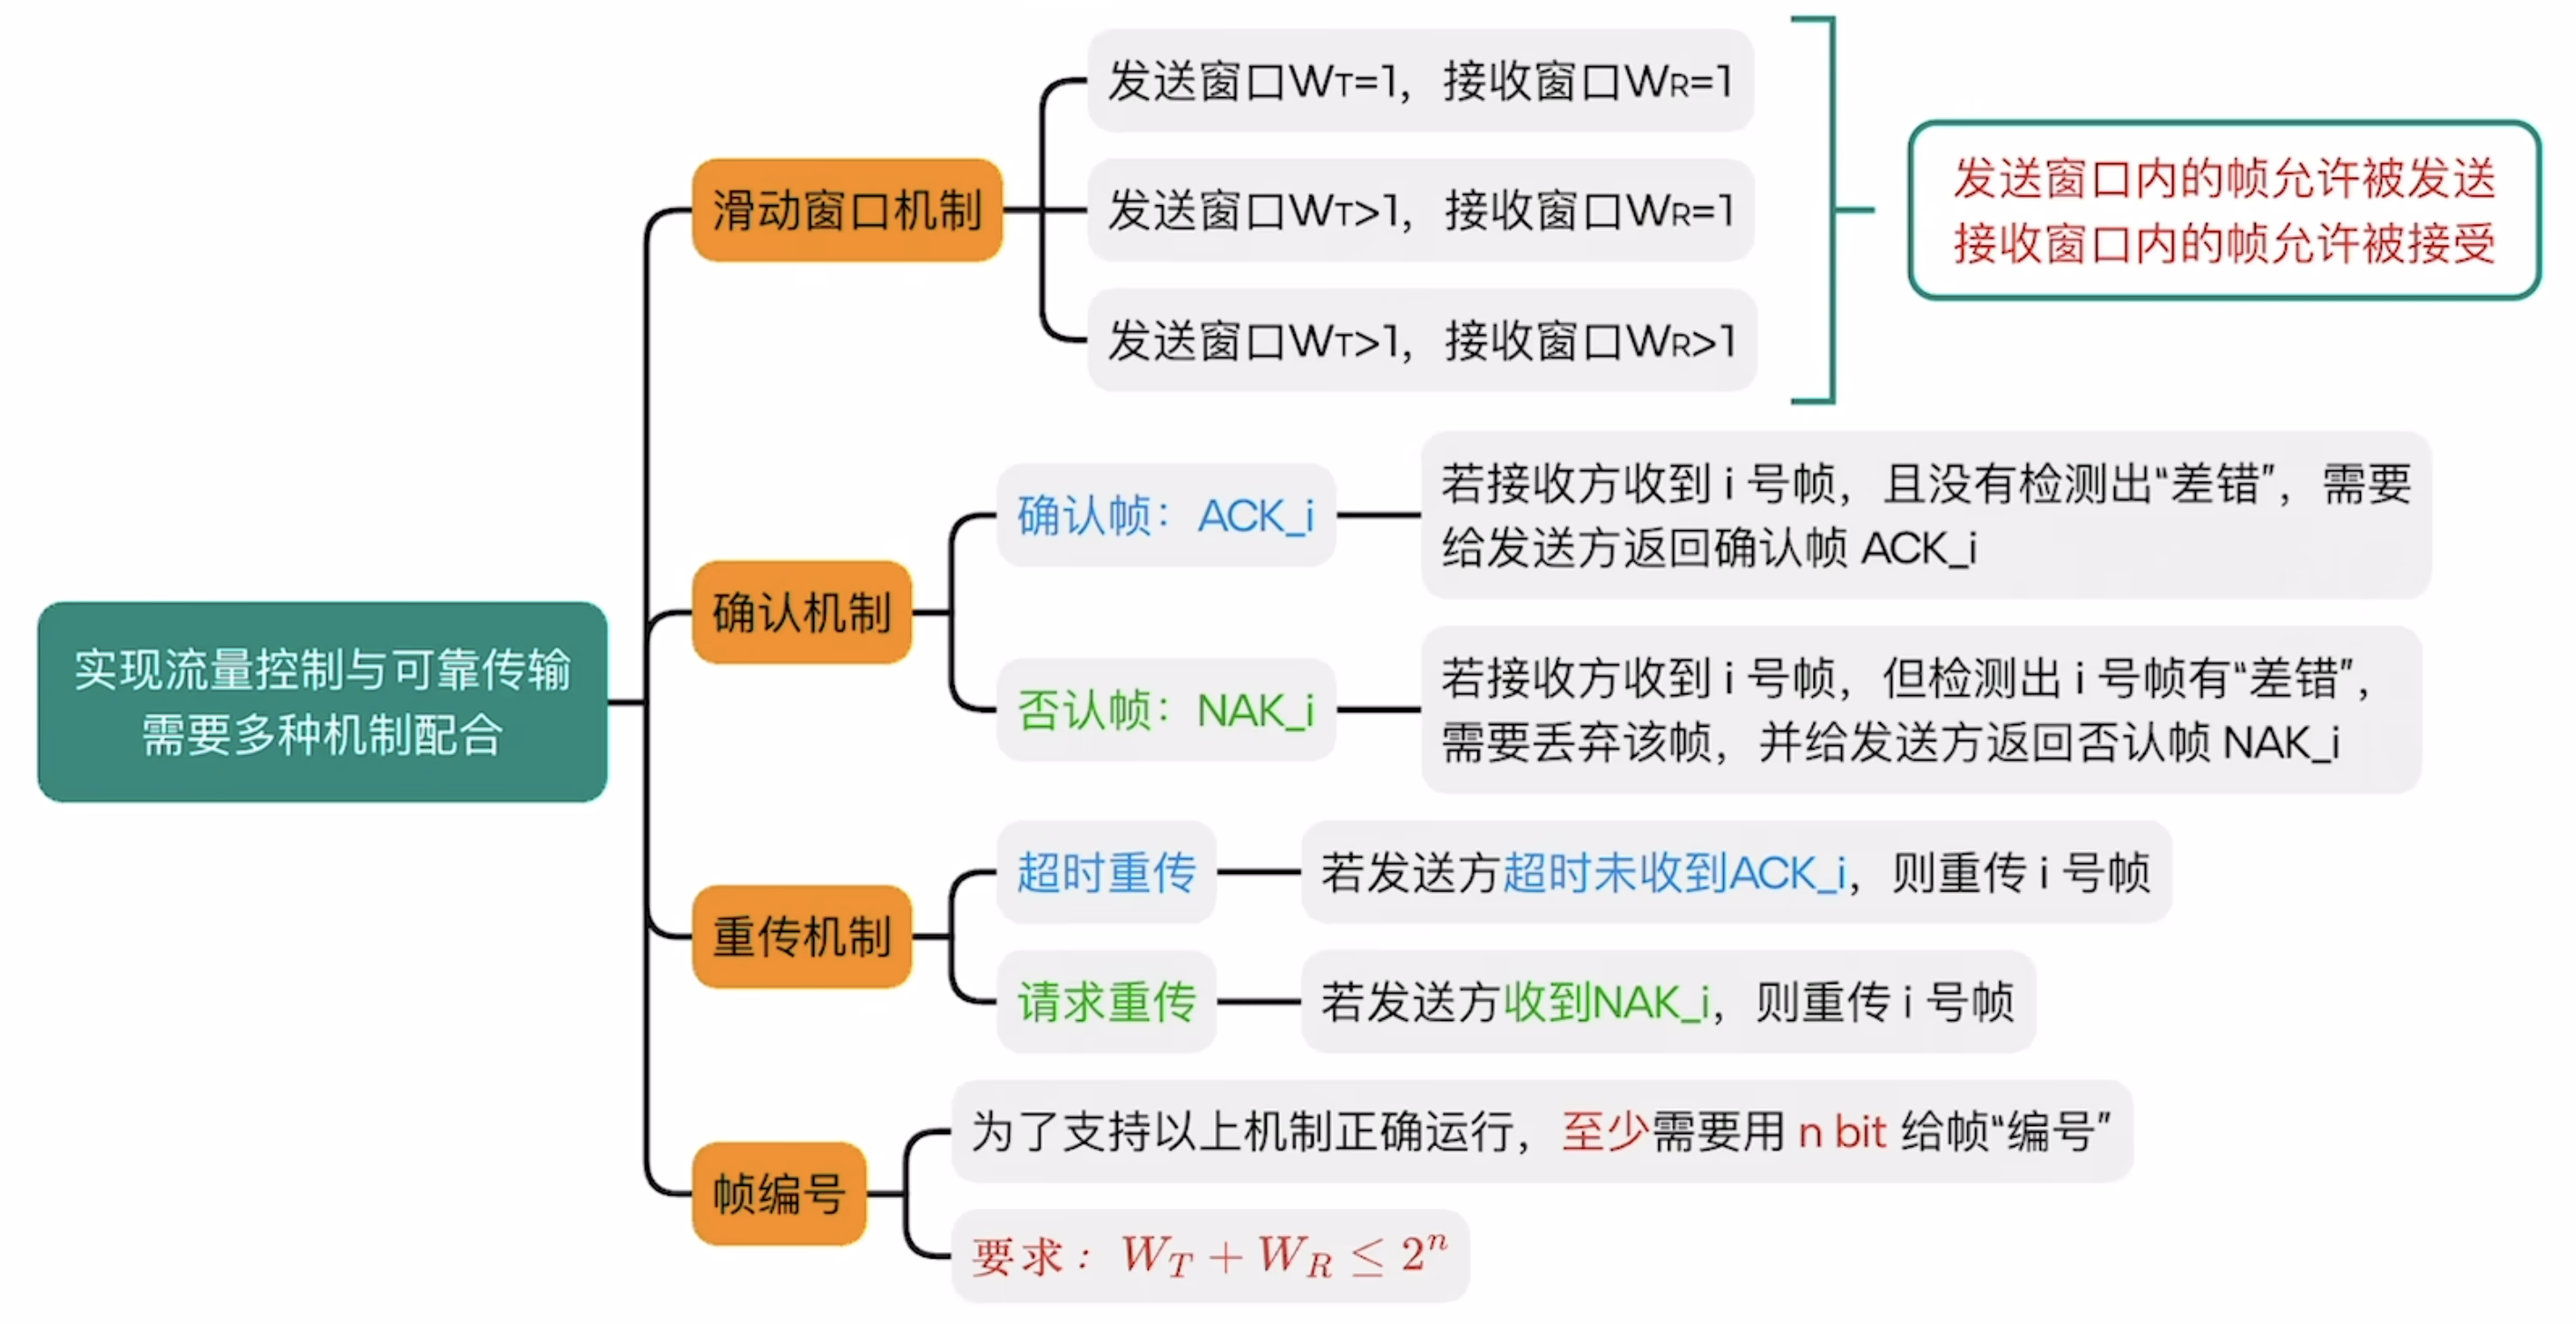 实现流量控制与可靠传输
需要多种机制配合
滑动窗口机制
发送窗口WT=1，接收窗口WR=1
发送窗口WT>1，接收窗口WR=1
发送窗口WT>1，接收窗口WR>1
发送窗口内的帧允许被发送
接收窗口内的帧允许被接受
确认机制
确认帧：ACK_i
若接收方收到 i 号帧，且没有检测出“差错”，需要
给发送方返回确认帧 ACK_i
否认帧：NAK_i
若接收方收到 i 号帧，但检测出 i 号帧有“差错”，
需要丢弃该帧，并给发送方返回否认帧 NAK_i
重传机制
超时重传
若发送方超时未收到ACK_i，则重传 i 号帧
请求重传
若发送方收到NAK_i，则重传 i 号帧
帧编号
为了支持以上机制正确运行，至少需要用 n bit 给帧“编号”
要求：$W_T + W_R \leq 2^n$